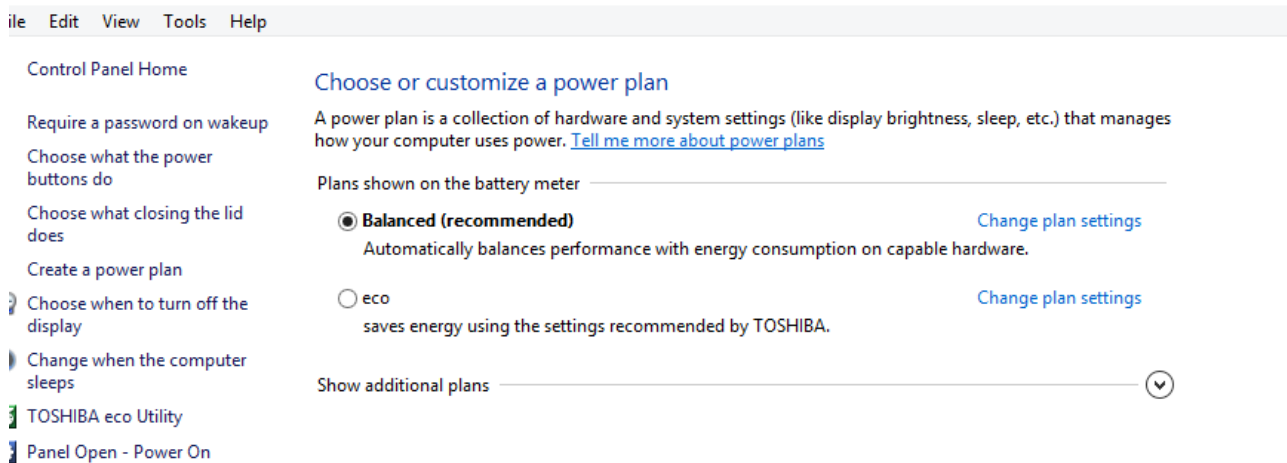 ile Edit View Tools Help
Control Panel Home
Require a password on wakeup
Choose what the power
buttons do
Choose what closing the lid
does
Create a power plan
Choose when to turn off the
display
Change when the computer
sleeps
TOSHIBA eco Utility
Panel Open - Power On
Choose or customize a power plan
A power plan is a collection of hardware and system settings (like display brightness, sleep, etc.) that manages
how your computer uses power. Tell me more about power plans
Plans shown on the battery meter
Balanced (recommended) Change plan settings
Automatically balances performance with energy consumption on capable hardware.
eco Change plan settings
saves energy using the settings recommended by TOSHIBA.
Show additional plans